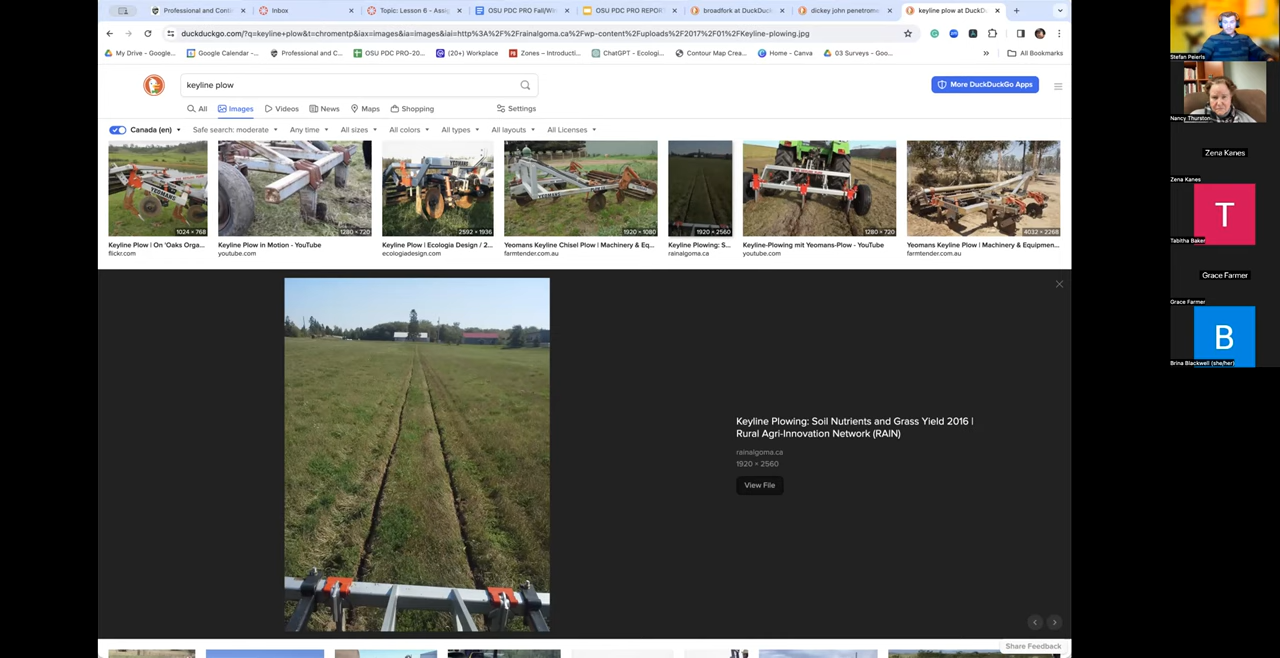 Professional and Conti
Inbox
Topic: Lesson 6 - Assig
OSU PDC PRO Fall/Win
OSU PDC PRO REPORT
broadfork at DuckDuck
dickey john penetrome
keyline plow at DuckD
duckduckgo.com/?q=keyline+plow&t=chromentp&iax=images&ia=images&iai=http%3A%2F%2Frainalgoma.ca%2Fwp-content%2Fuploads%2F2017%2F01%2FKeyline-plowing.jpg
My Drive – Google...
Google Calendar –...
Professional and C...
OSU PDC PRO-20...
(20+) Workplace
Zones – Introducti...
ChatGPT – Ecologi...
Contour Map Crea...
Home - Canva
03 Surveys – Goo...
All Bookmarks
keyline plow
More DuckDuckGo Apps
All
Images
Videos
News
Maps
Shopping
Settings
Canada (en)
Safe search: moderate
Any time
All sizes
All colors
All types
All layouts
All Licenses
1024 × 768
1280 × 720
2592 × 1936
1920 × 1080
1920 × 2560
1280 × 720
4032 × 2268
Keyline Plow | On 'Oaks Orga...
flickr.com
Keyline Plow in Motion - YouTube
youtube.com
Keyline Plow | Ecologia Design / 2...
ecologiadesign.com
Yeomans Keyline Chisel Plow | Machinery & Eq...
farmtender.com.au
Keyline Plowing: S...
rainalgoma.ca
Keyline-Plowing mit Yeomans-Plow - YouTube
youtube.com
Yeomans Keyline Plow | Machinery & Equipmen...
farmtender.com.au
Keyline Plowing: Soil Nutrients and Grass Yield 2016 |
Rural Agri-Innovation Network (RAIN)
rainalgoma.ca
1920 × 2560
View File
Share Feedback
Stefan Peierls
Nancy Thurston
Zena Kanes
Zena Kanes
T
Tabitha Baker
Grace Farmer
Grace Farmer
B
Brina Blackwell (she/her)